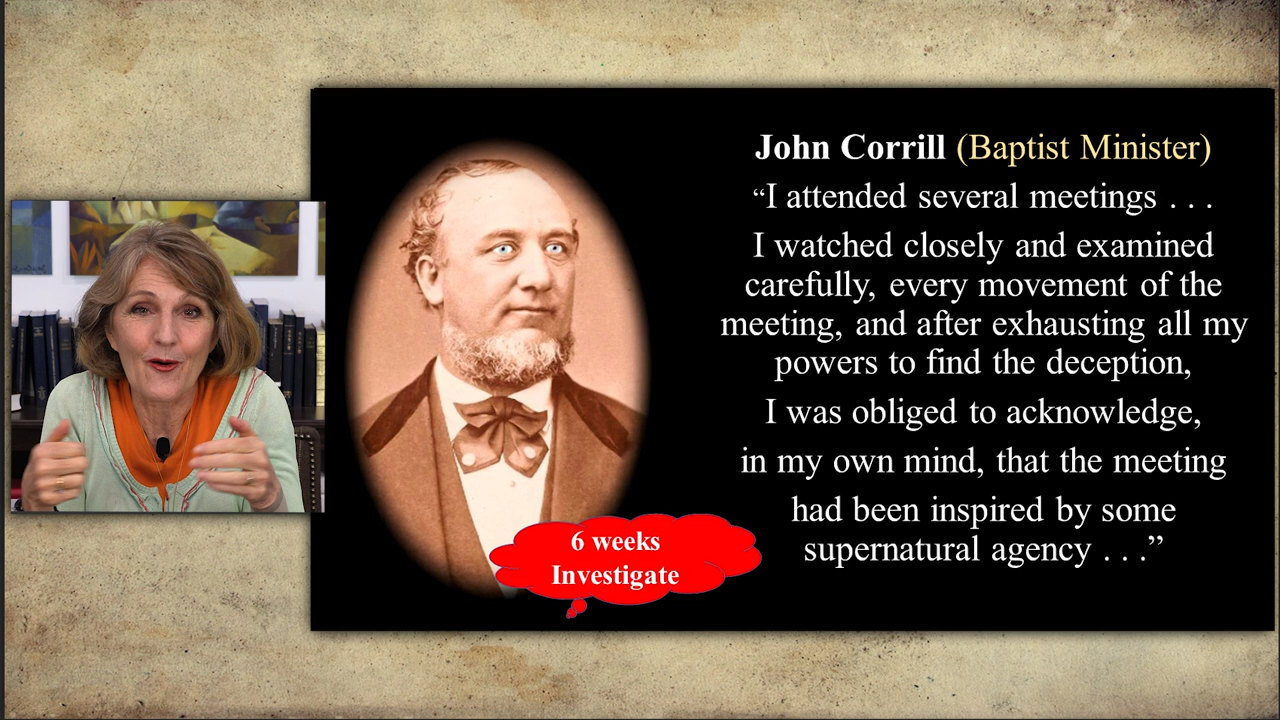 John Corrill (Baptist Minister)
“I attended several meetings . . .
I watched closely and examined
carefully, every movement of the
meeting, and after exhausting all my
powers to find the deception,
I was obliged to acknowledge,
in my own mind, that the meeting
had been inspired by some
supernatural agency . . .”
6 weeks
Investigate